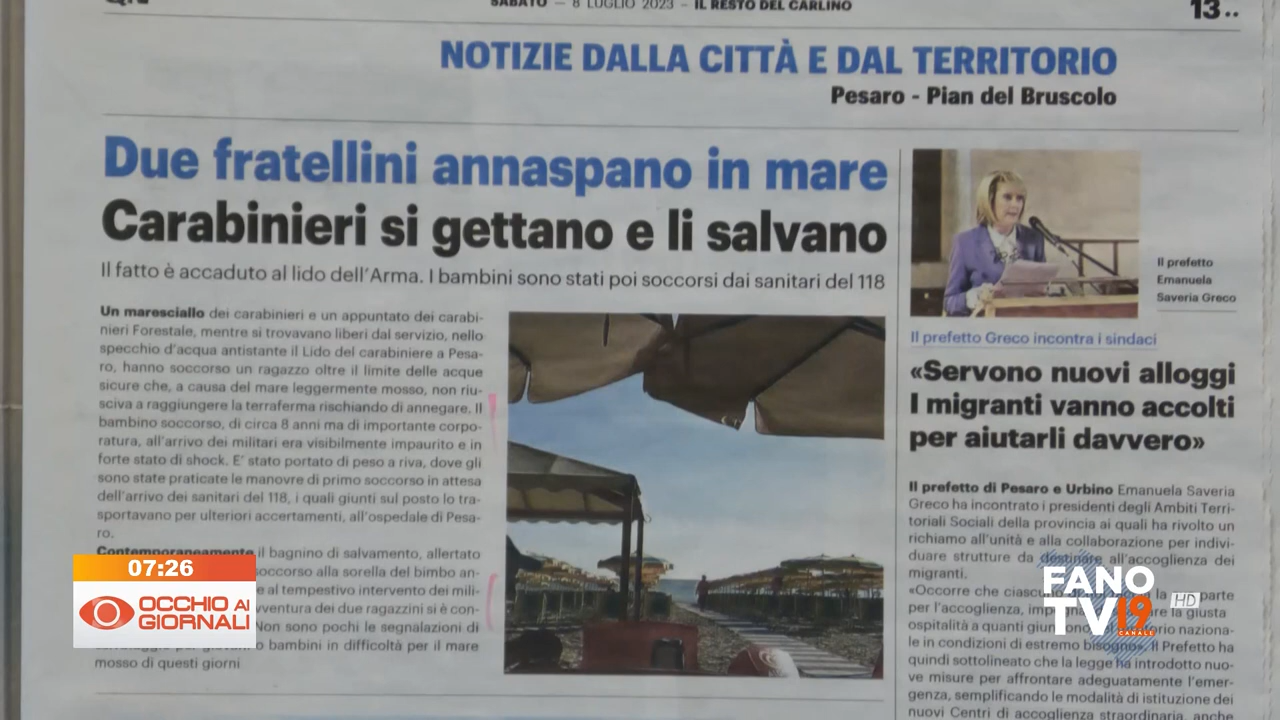 SABATO — 8 LUGLIO 2023 – IL RESTO DEL CARLINO
13..
NOTIZIE DALLA CITTÀ E DAL TERRITORIO
Pesaro - Pian del Bruscolo
Due fratellini annaspano in mare
Carabinieri si gettano e li salvano
Il fatto è accaduto al lido dell'Arma. I bambini sono stati poi soccorsi dai sanitari del 118
Un maresciallo dei carabinieri e un appuntato dei carabi-
nieri Forestale, mentre si trovavano liberi dal servizio, nello
specchio d'acqua antistante il Lido del carabiniere a Pesa-
ro, hanno soccorso un ragazzo oltre il limite delle acque
sicure che, a causa del mare leggermente mosso, non riu-
sciva a raggiungere la terraferma rischiando di annegare. Il
bambino soccorso, di circa 8 anni ma di importante corpo-
ratura, all'arrivo dei militari era visibilmente impaurito e in
forte stato di shock. E' stato portato di peso a riva, dove gli
sono state praticate le manovre di primo soccorso in attesa
dell'arrivo dei sanitari del 118, i quali giunti sul posto lo tra-
sportavano per ulteriori accertamenti, all'ospedale di Pesa-
ro.
Contemporaneamente il bagnino di salvamento, allertato
soccorso alla sorella del bimbo an-
e al tempestivo intervento dei mili-
vventura dei due ragazzini si è con-
Non sono pochi le segnalazioni di
bambini in difficoltà per il mare
mosso di questi giorni
Il prefetto
Emanuela
Saveria Greco
Il prefetto Greco incontra i sindaci
«Servono nuovi alloggi
I migranti vanno accolti
per aiutarli davvero»
Il prefetto di Pesaro e Urbino Emanuela Saveria
Greco ha incontrato i presidenti degli Ambiti Terri-
toriali Sociali della provincia ai quali ha rivolto un
richiamo all'unità e alla collaborazione per indivi-
duare strutture da destinare all'accoglienza dei
migranti.
«Occorre che ciascuno la parte
per l'accoglienza, la giusta
ospitalità a quanti naziona-
le in condizioni di estremo bisogno». Il Prefetto ha
quindi sottolineato che la legge ha introdotto nuo-
ve misure per affrontare adeguatamente l'emer-
genza, semplificando le modalità di istituzione dei
nuovi Centri di accoglienza straordinaria, anche
07:26
OCCHIO AI
GIORNALI
FANO
TV19
CANALE
HD